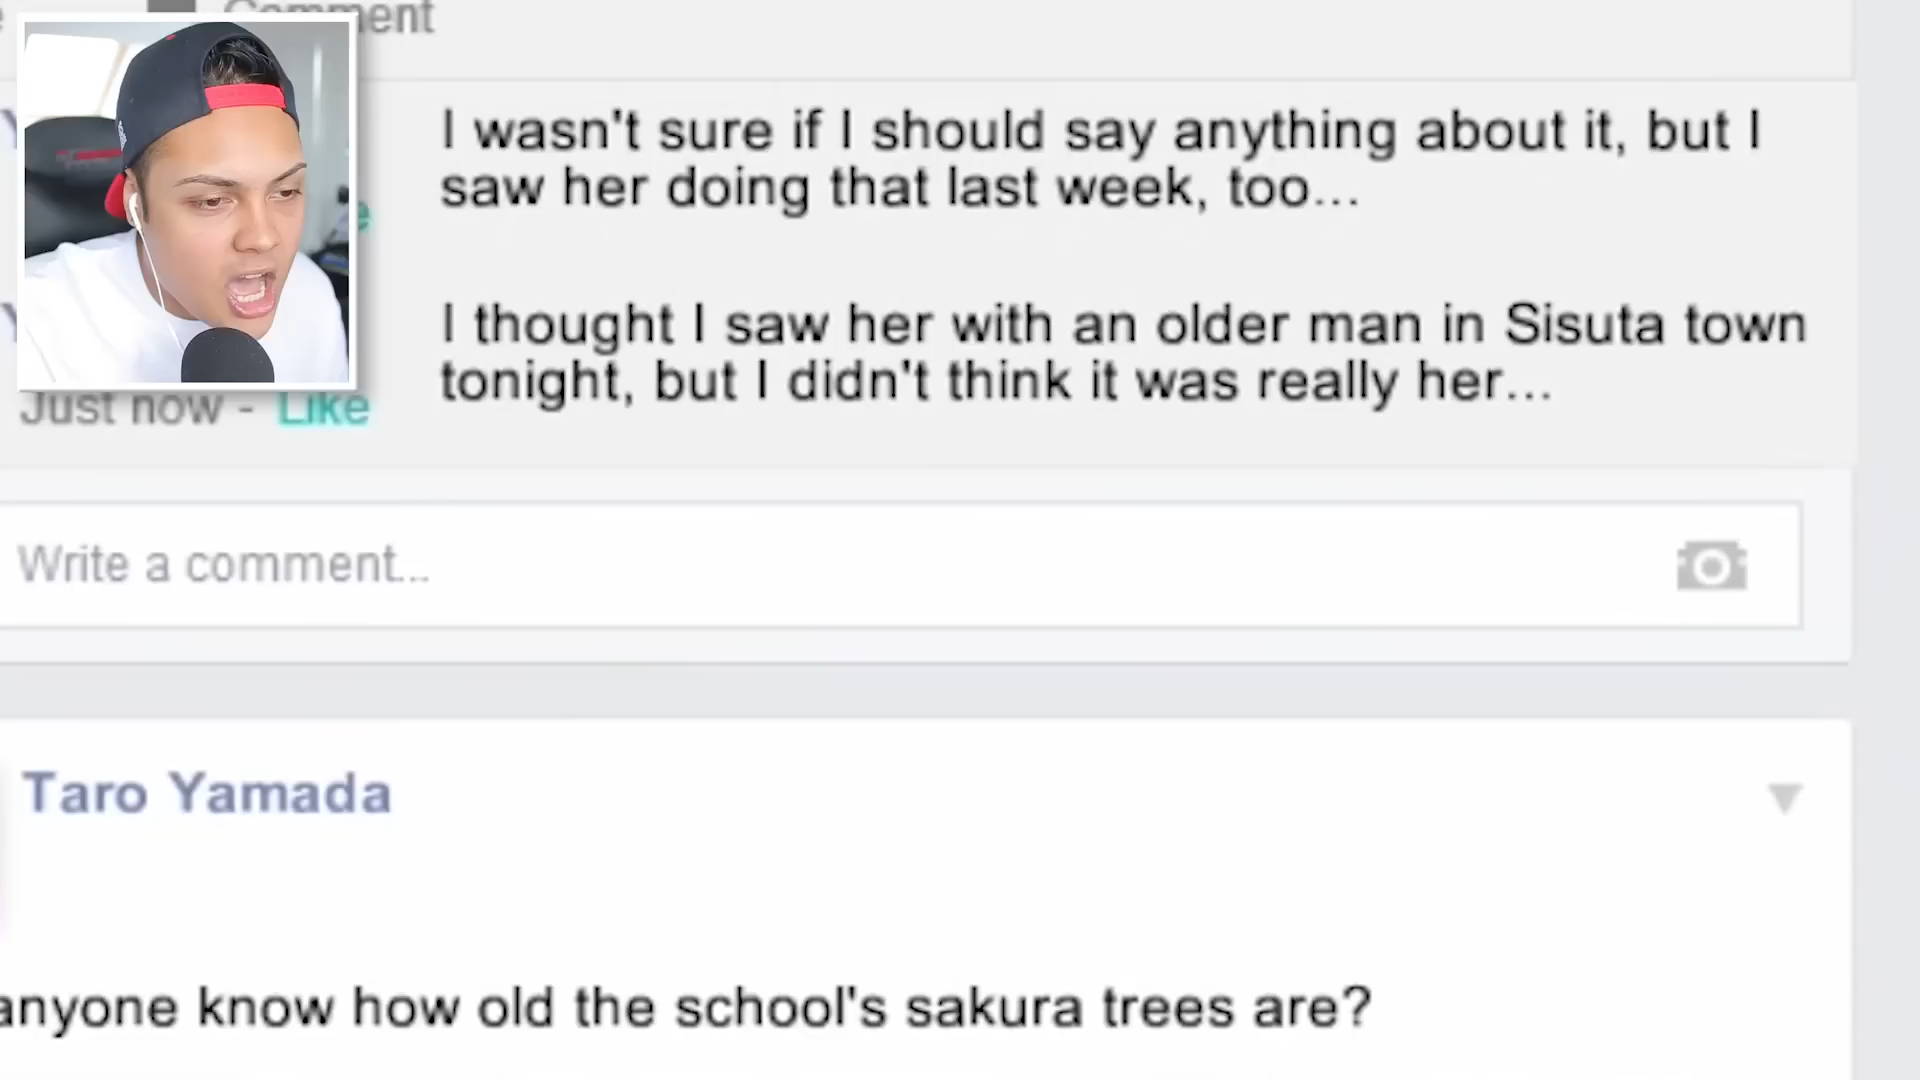 Comment
I wasn't sure if I should say anything about it, but I
saw her doing that last week, too...
I thought I saw her with an older man in Sisuta town
tonight, but I didn't think it was really her...
Just now - Like
Write a comment...
Taro Yamada
anyone know how old the school's sakura trees are?